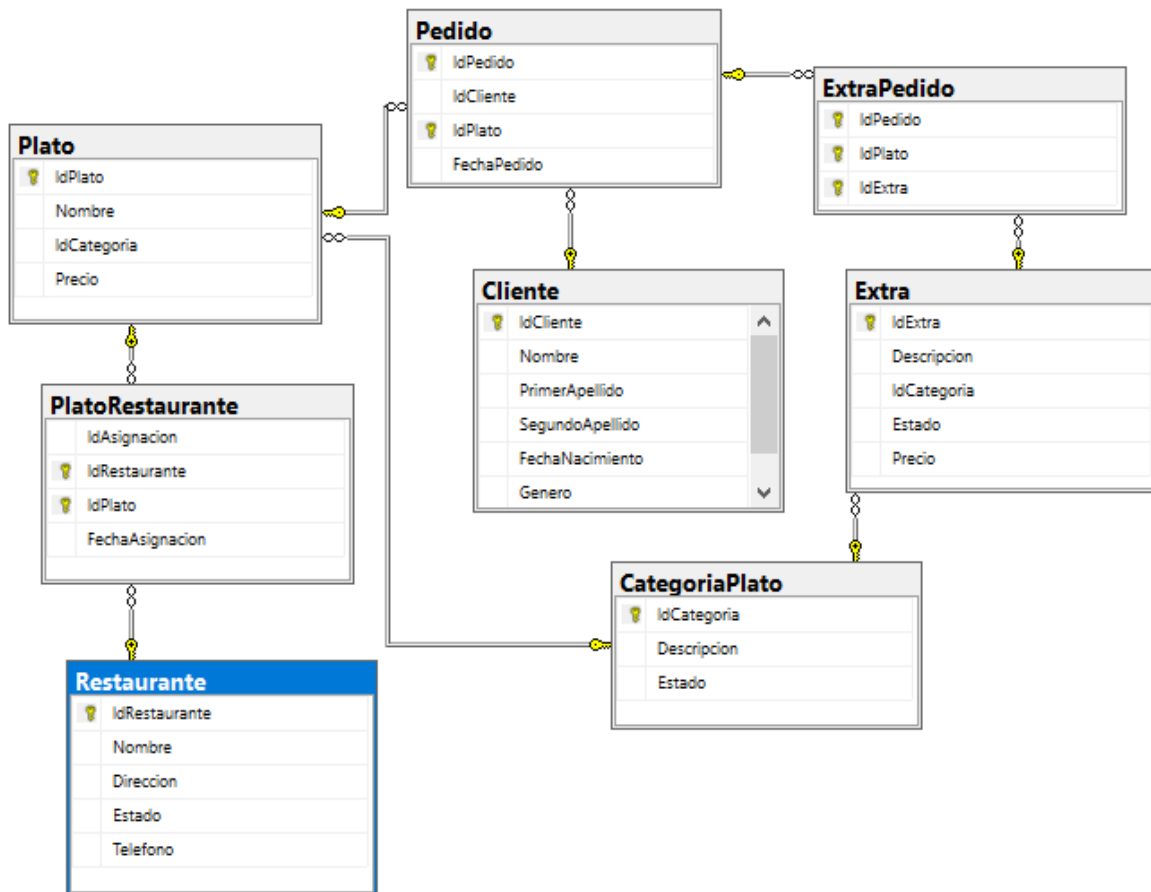 Pedido
IdPedido
IdCliente
IdPlato
FechaPedido
ExtraPedido
IdPedido
IdPlato
IdExtra
Plato
IdPlato
Nombre
IdCategoria
Precio
Cliente
IdCliente
Nombre
PrimerApellido
SegundoApellido
FechaNacimiento
Genero
Extra
IdExtra
Descripcion
IdCategoria
Estado
Precio
PlatoRestaurante
IdAsignacion
IdRestaurante
IdPlato
FechaAsignacion
CategoriaPlato
IdCategoria
Descripcion
Estado
Restaurante
IdRestaurante
Nombre
Direccion
Estado
Telefono